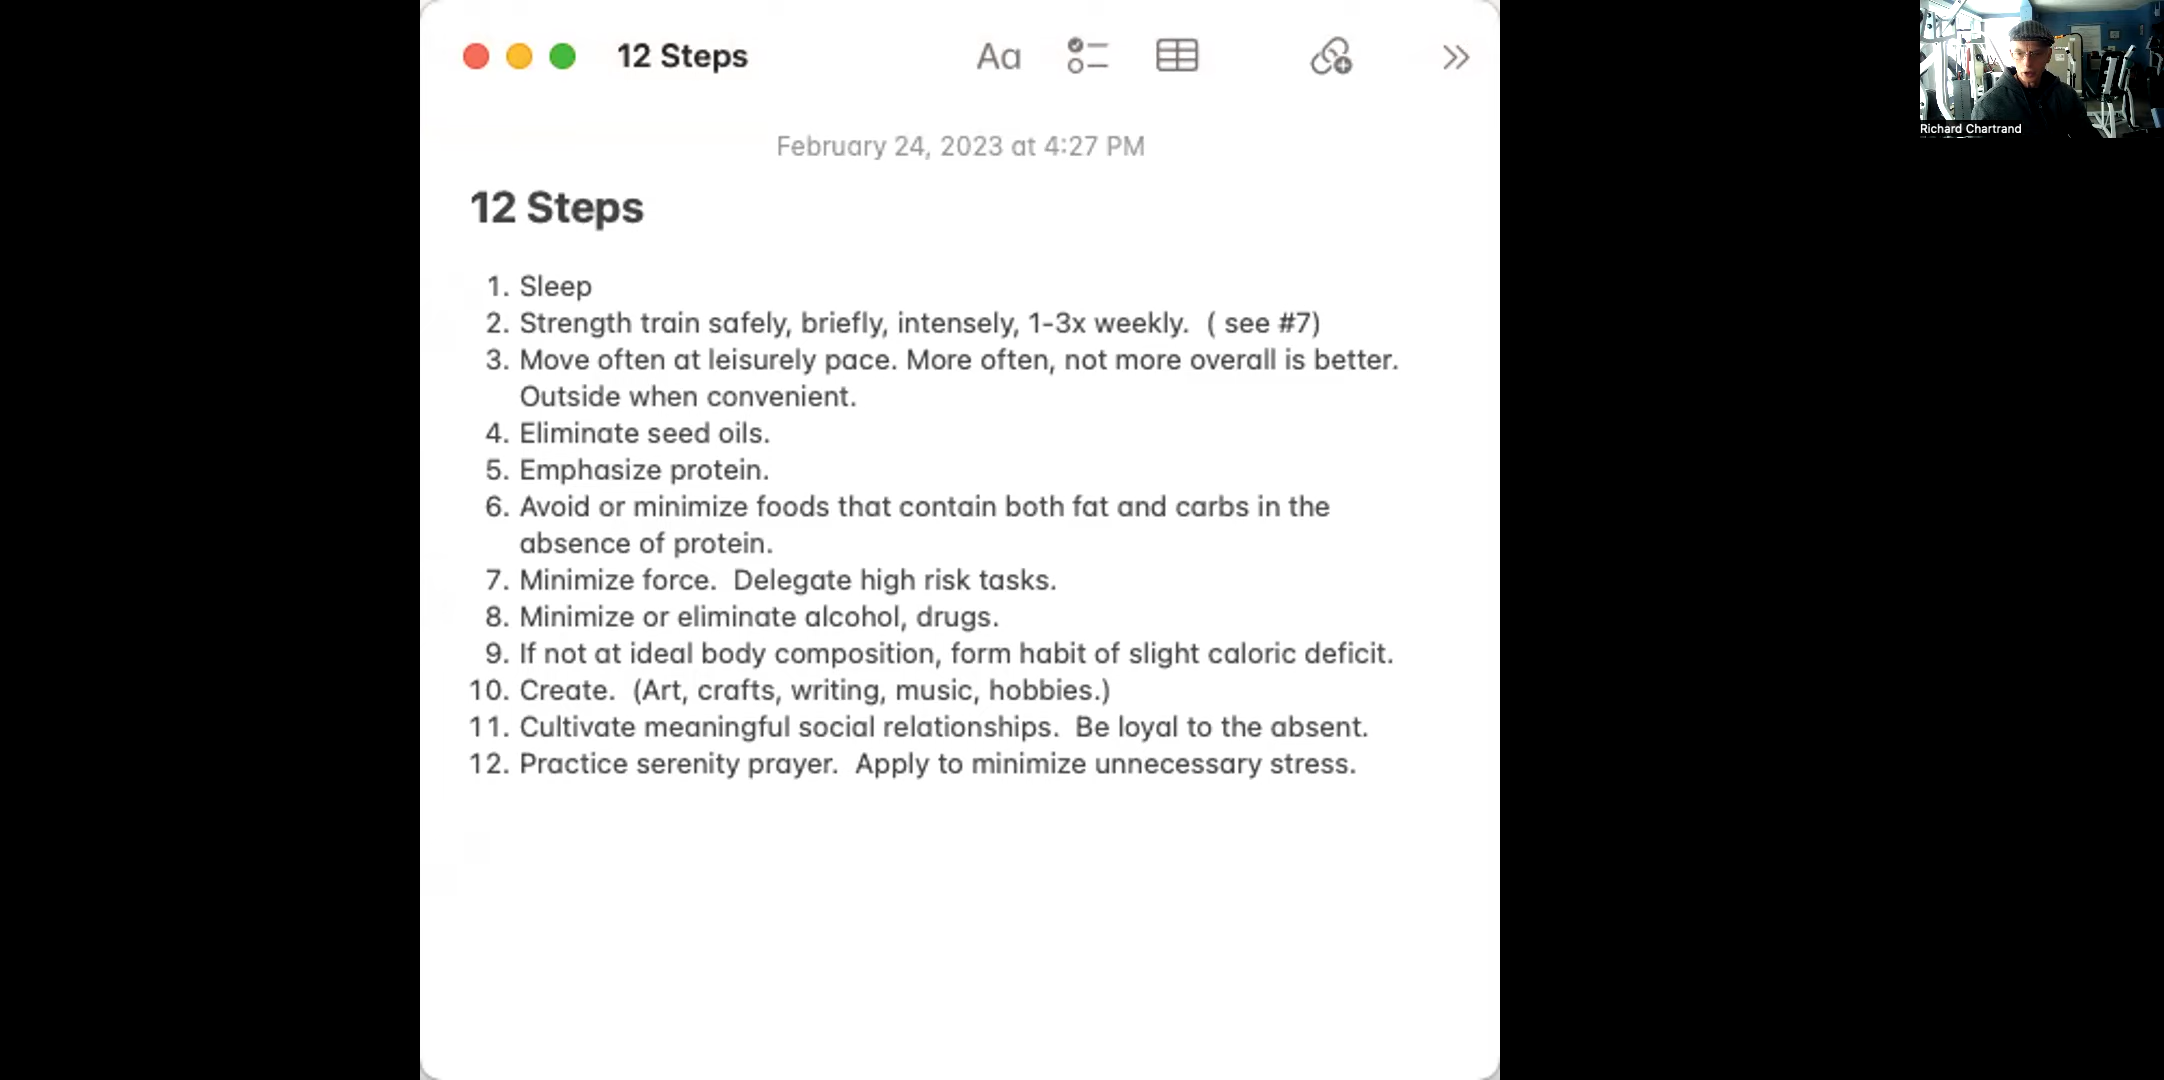 12 Steps
Aa
February 24, 2023 at 4:27 PM
12 Steps
1. Sleep
2. Strength train safely, briefly, intensely, 1-3x weekly.  ( see #7)
3. Move often at leisurely pace. More often, not more overall is better.
Outside when convenient.
4. Eliminate seed oils.
5. Emphasize protein.
6. Avoid or minimize foods that contain both fat and carbs in the
absence of protein.
7. Minimize force.  Delegate high risk tasks.
8. Minimize or eliminate alcohol, drugs.
9. If not at ideal body composition, form habit of slight caloric deficit.
10. Create.  (Art, crafts, writing, music, hobbies.)
11. Cultivate meaningful social relationships.  Be loyal to the absent.
12. Practice serenity prayer.  Apply to minimize unnecessary stress.
Richard Chartrand